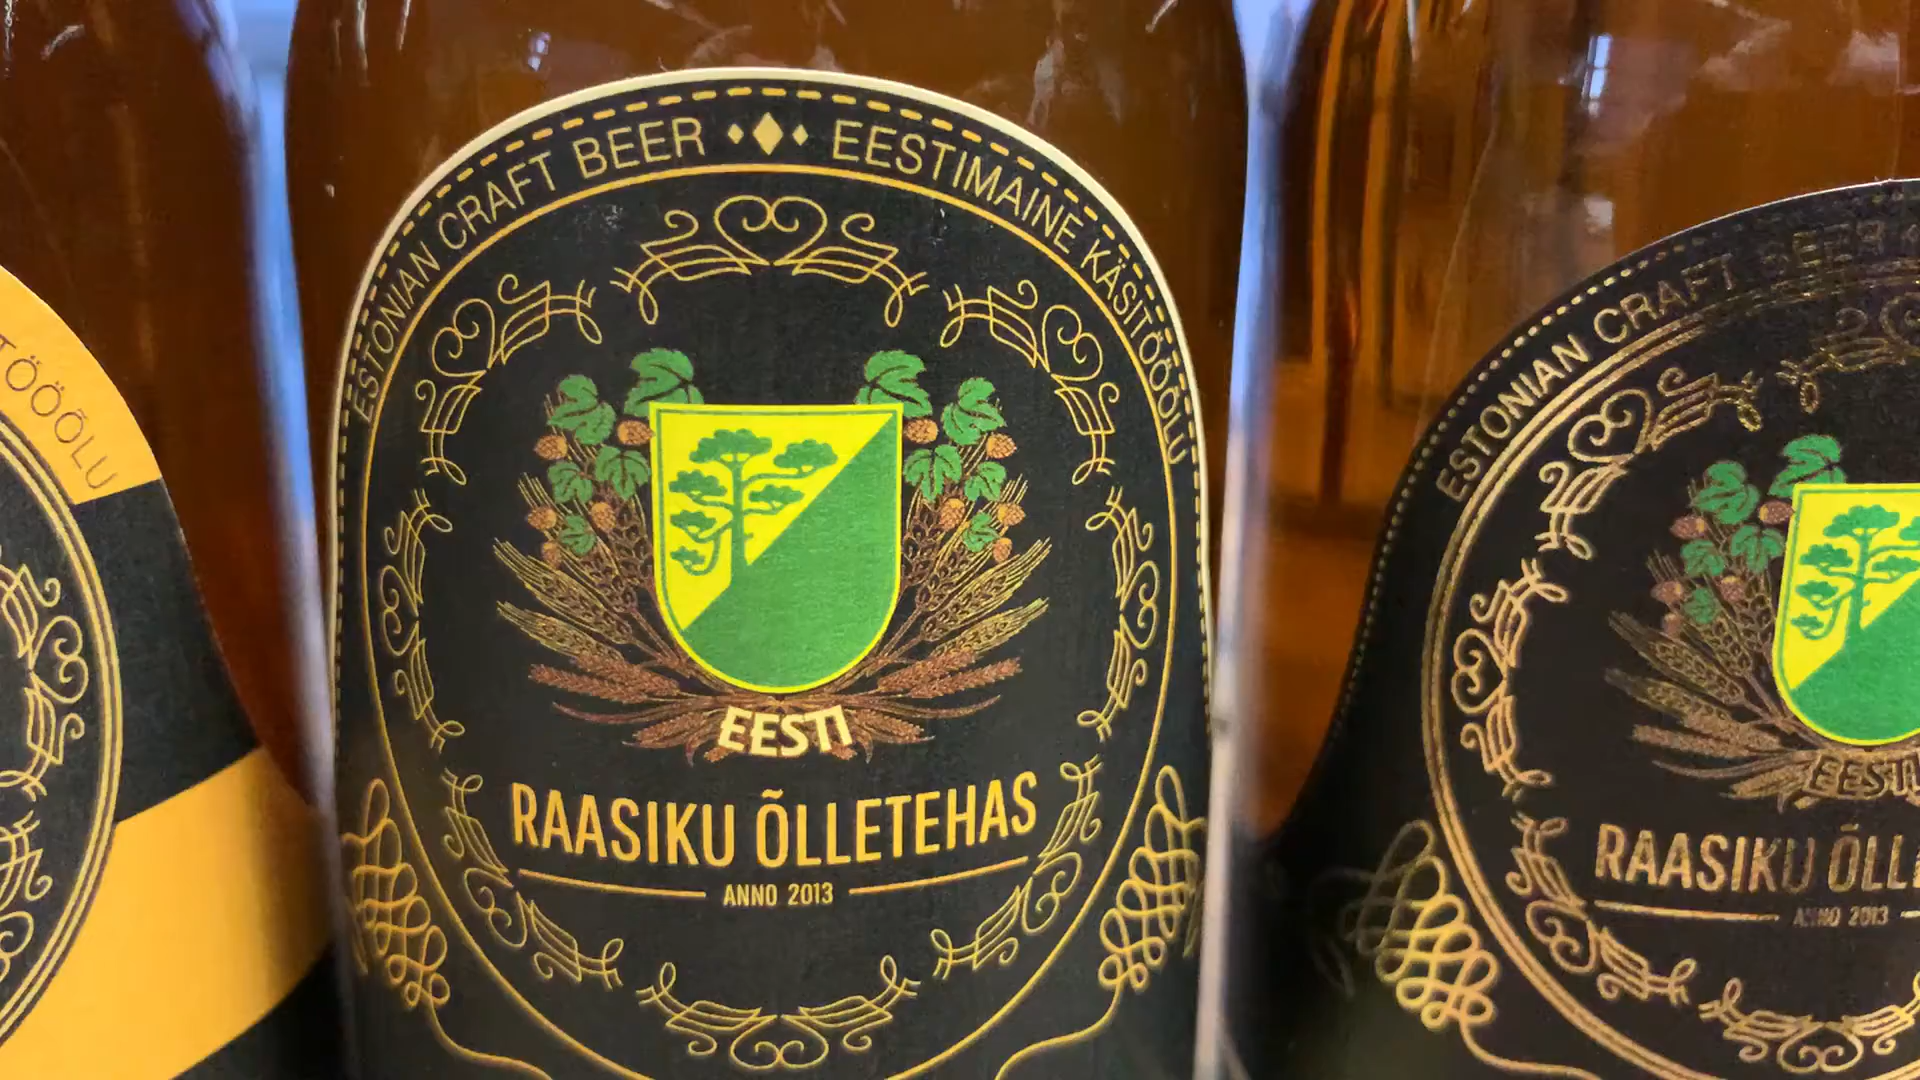 TÖÖÕLU
ESTONIAN CRAFT BEER EESTIMAINE KÄSITÖÖÕLU
EESTI
RAASIKU ÕLLETEHAS
ANNO 2013
ESTONIAN CRAFT BEER
EESTI
RAASIKU ÕLL
ANNO 2013